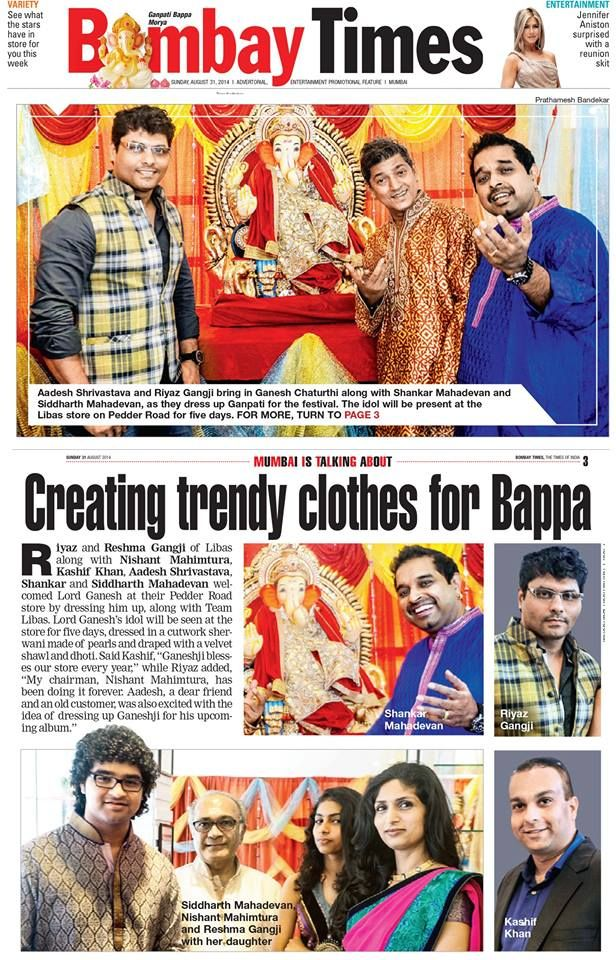 VARIETY
See what
the stars
have in
store for
you this
week
Ganpati Bappa
Morya
Bombay Times
SUNDAY, AUGUST 31, 2014 I ADVERTORIAL, ENTERTAINMENT PROMOTIONAL FEATURE I MUMBAI
ENTERTAINMENT
Jennifer
Aniston
surprised
with a
reunion
skit
Prathamesh Bandekar
Aadesh Shrivastava and Riyaz Gangji bring in Ganesh Chaturthi along with Shankar Mahadevan and
Siddharth Mahadevan, as they dress up Ganpati for the festival. The idol will be present at the
Libas store on Pedder Road for five days. FOR MORE, TURN TO PAGE 3
SUNDAY 31 AUGUST 2014
MUMBAI IS TALKING ABOUT
BOMBAY TIMES, THE TIMES OF INDIA 3
Creating trendy clothes for Bappa
Riyaz and Reshma Gangji of Libas
along with Nishant Mahimtura,
Kashif Khan, Aadesh Shrivastava,
Shankar and Siddharth Mahadevan wel-
comed Lord Ganesh at their Pedder Road
store by dressing him up, along with Team
Libas. Lord Ganesh's idol will be seen at the
store for five days, dressed in a cutwork sher-
wani made of pearls and draped with a velvet
shawl and dhoti. Said Kashif, "Ganeshji bless-
es our store every year," while Riyaz added,
"My chairman, Nishant Mahimtura, has
been doing it forever. Aadesh, a dear friend
and an old customer, was also excited with the
idea of dressing up Ganeshji for his upcom-
ing album."
Shankar
Mahadevan
Riyaz
Gangji
Siddharth Mahadevan,
Nishant Mahimtura
and Reshma Gangji
with her daughter
Kashif
Khan